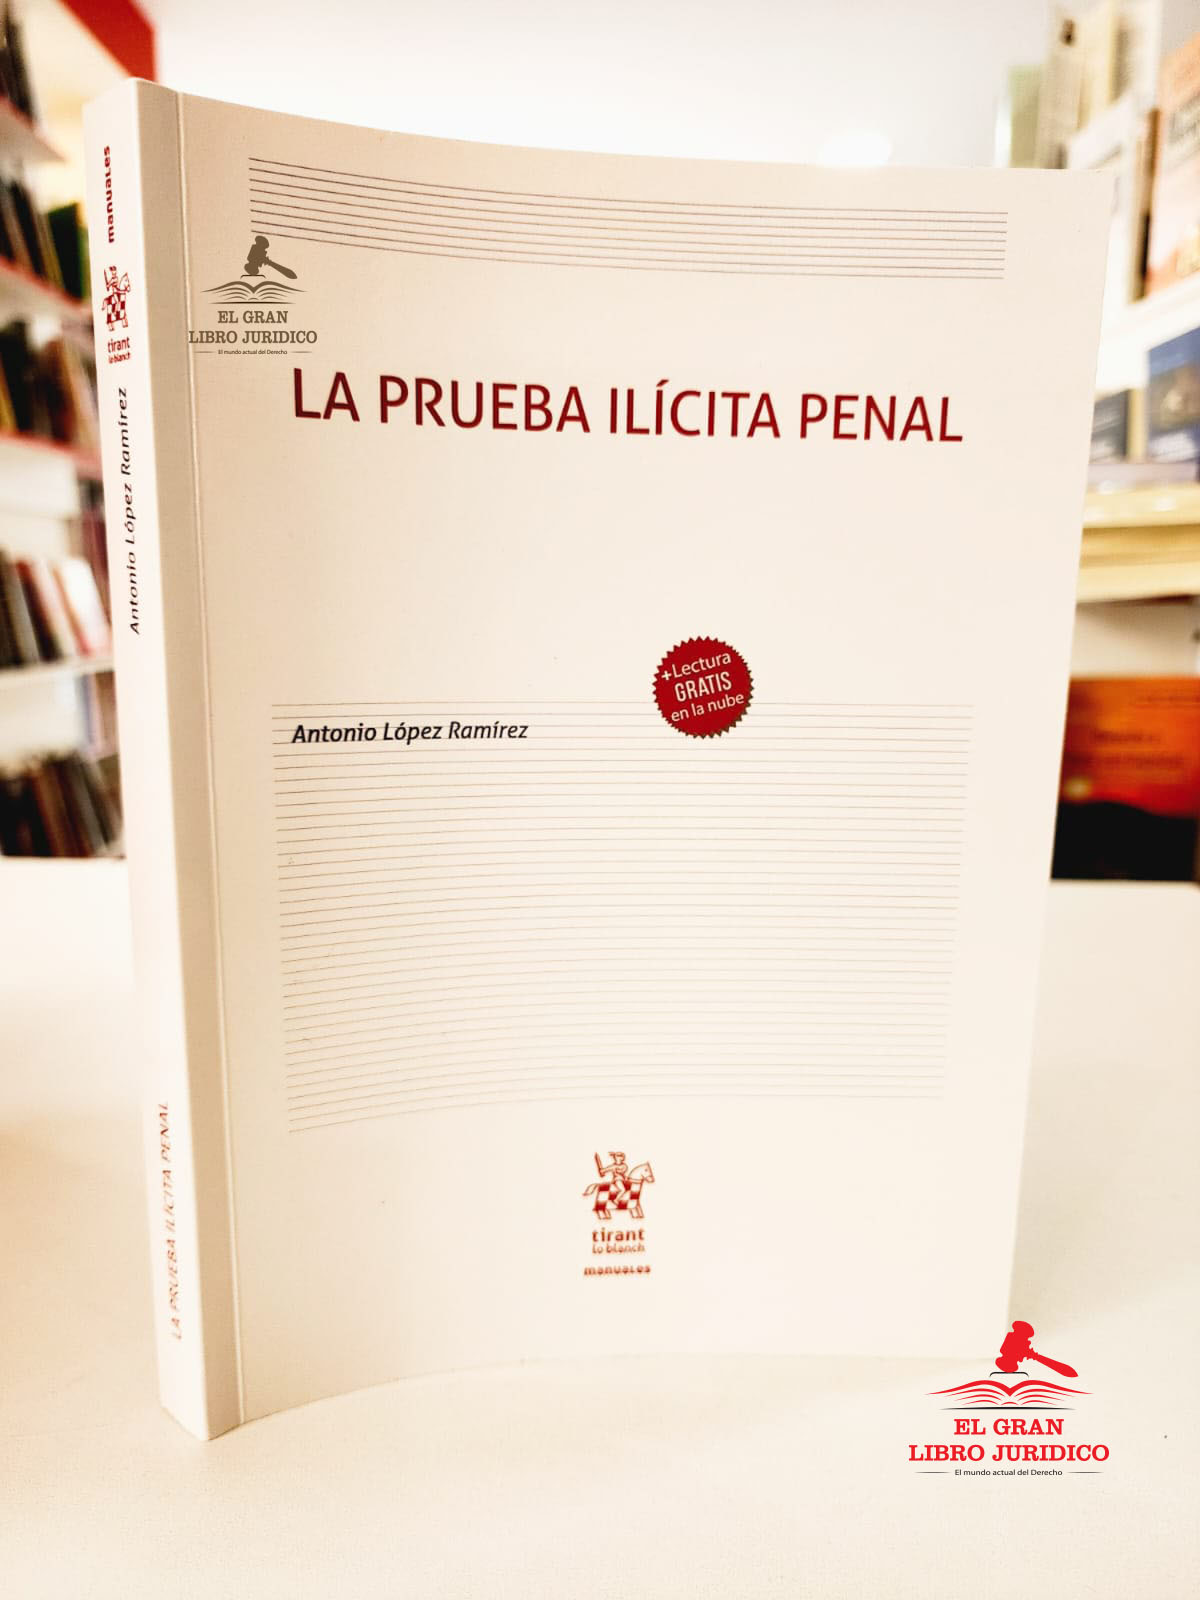 manuales
tirant
lo blanch
Antonio López Ramírez
LA PRUEBA ILÍCITA PENAL
EL GRAN
LIBRO JURIDICO
El mundo actual del Derecho
LA PRUEBA ILÍCITA PENAL
+Lectura
GRATIS
en la nube
Antonio López Ramírez
tirant
lo blanch
manuales
EL GRAN
LIBRO JURIDICO
El mundo actual del Derecho